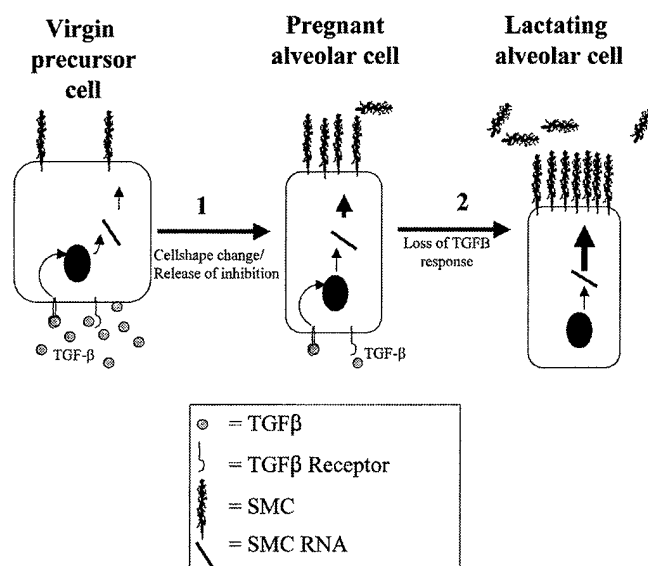 Virgin
precursor
cell
Pregnant
alveolar cell
Lactating
alveolar cell
1
Cellshape change/
Release of inhibition
2
Loss of TGFB
response
TGF-β
TGF-β
= TGFβ
= TGFβ Receptor
= SMC
= SMC RNA